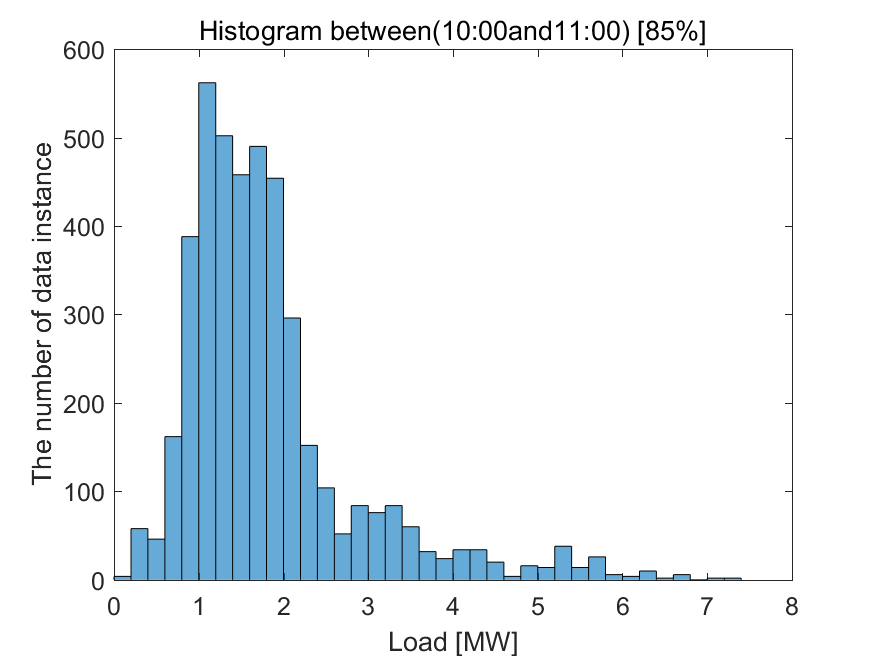 Histogram between(10:00and11:00) [85%]
600
500
400
300
200
100
0
The number of data instance
0 1 2 3 4 5 6 7 8
Load [MW]